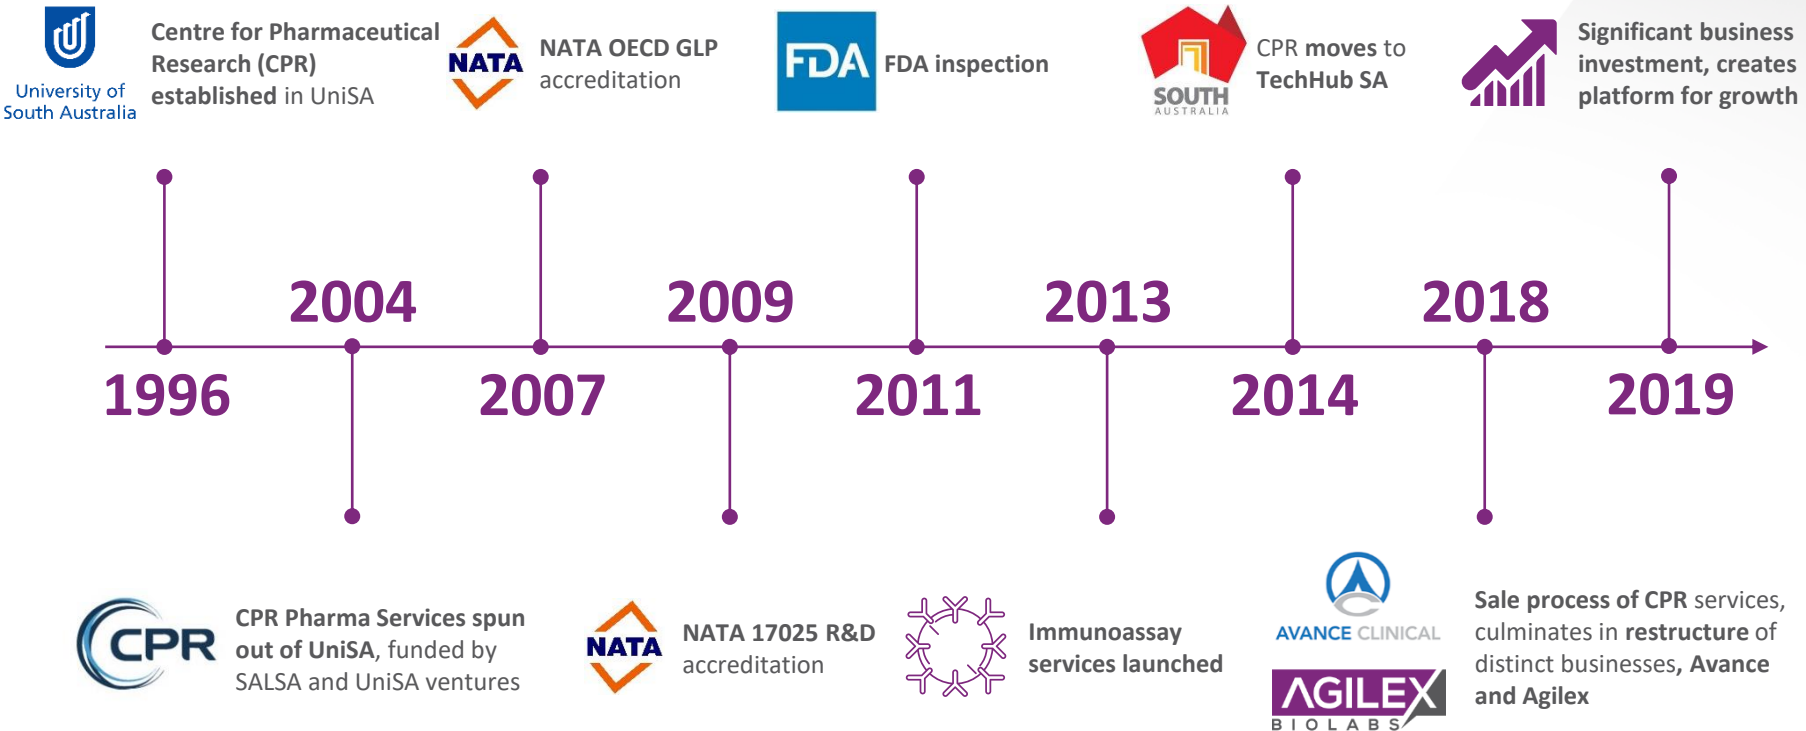 University of
South Australia
Centre for Pharmaceutical
Research (CPR)
established in UniSA
NATA
NATA OECD GLP
accreditation
FDA
FDA inspection
SOUTH
AUSTRALIA
CPR moves to
TechHub SA
Significant business
investment, creates
platform for growth
2004
2009
2013
2018
1996
2007
2011
2014
2019
CPR
CPR Pharma Services spun
out of UniSA, funded by
SALSA and UniSA ventures
NATA
NATA 17025 R&D
accreditation
Immunoassay
services launched
AVANCE CLINICAL
AGILEX
BIOLABS
Sale process of CPR services,
culminates in restructure of
distinct businesses, Avance
and Agilex